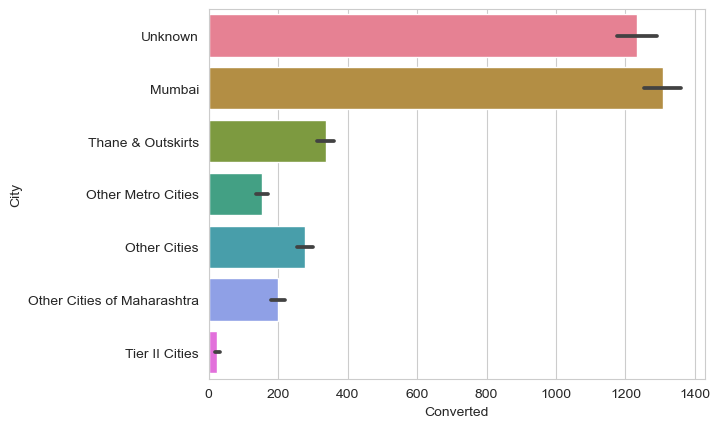 Unknown
Mumbai
Thane & Outskirts
Other Metro Cities
Other Cities
Other Cities of Maharashtra
Tier II Cities
City
0 200 400 600 800 1000 1200 1400
Converted